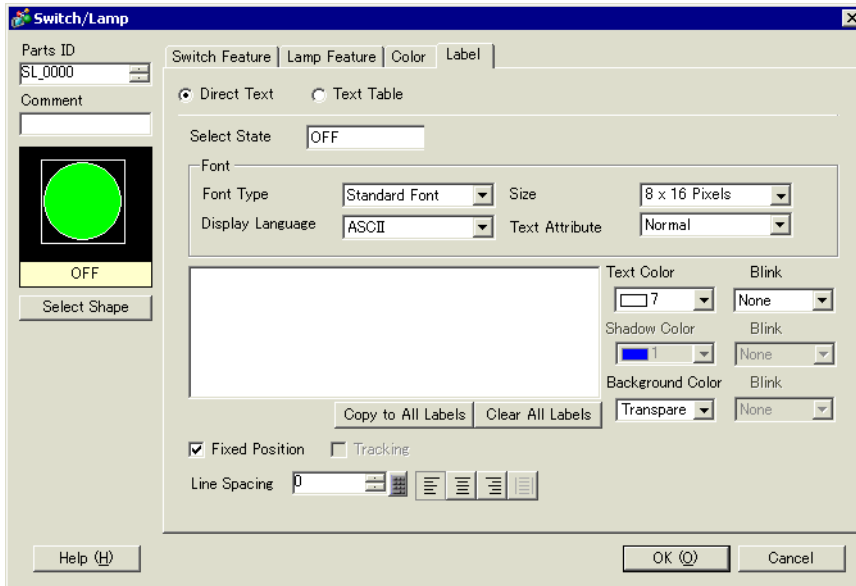 Switch/Lamp
Parts ID
SL_0000
Comment
OFF
Select Shape
Switch Feature Lamp Feature Color Label
Direct Text Text Table
Select State OFF
Font
Font Type Standard Font Size 8 x 16 Pixels
Display Language ASCII Text Attribute Normal
Text Color Blink
7 None
Shadow Color Blink
1 None
Background Color Blink
Transpare None
Copy to All Labels Clear All Labels
Fixed Position Tracking
Line Spacing 0
Help (H) OK (O) Cancel